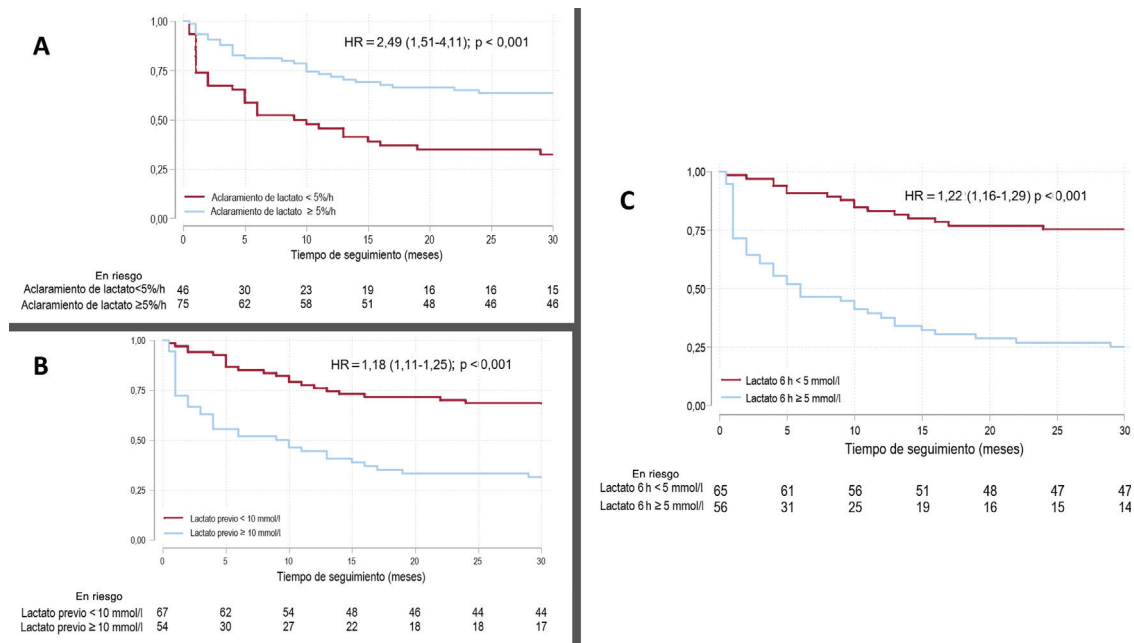 A
1,00
0,75
0,50
0,25
0,00
HR = 2,49 (1,51-4,11); p < 0,001
Aclaramiento de lactato < 5%/h
Aclaramiento de lactato ≥ 5%/h
0 5 10 15 20 25 30
Tiempo de seguimiento (meses)
En riesgo
Aclaramiento de lactato<5%/h 46 30 23 19 16 16 15
Aclaramiento de lactato ≥5%/h 75 62 58 51 48 46 46
B
1,00
0,75
0,50
0,25
0,00
HR = 1,18 (1,11-1,25); p < 0,001
Lactato previo < 10 mmol/l
Lactato previo ≥ 10 mmol/l
0 5 10 15 20 25 30
Tiempo de seguimiento (meses)
En riesgo
Lactato previo < 10 mmol/l 67 62 54 48 46 44 44
Lactato previo ≥ 10 mmol/l 54 30 27 22 18 18 17
C
1,00
0,75
0,50
0,25
0,00
HR = 1,22 (1,16-1,29) p < 0,001
Lactato 6 h < 5 mmol/l
Lactato 6 h ≥ 5 mmol/l
0 5 10 15 20 25 30
Tiempo de seguimiento (meses)
En riesgo
Lactato 6 h < 5 mmol/l 65 61 56 51 48 47 47
Lactato 6 h ≥ 5 mmol/l 56 31 25 19 16 15 14